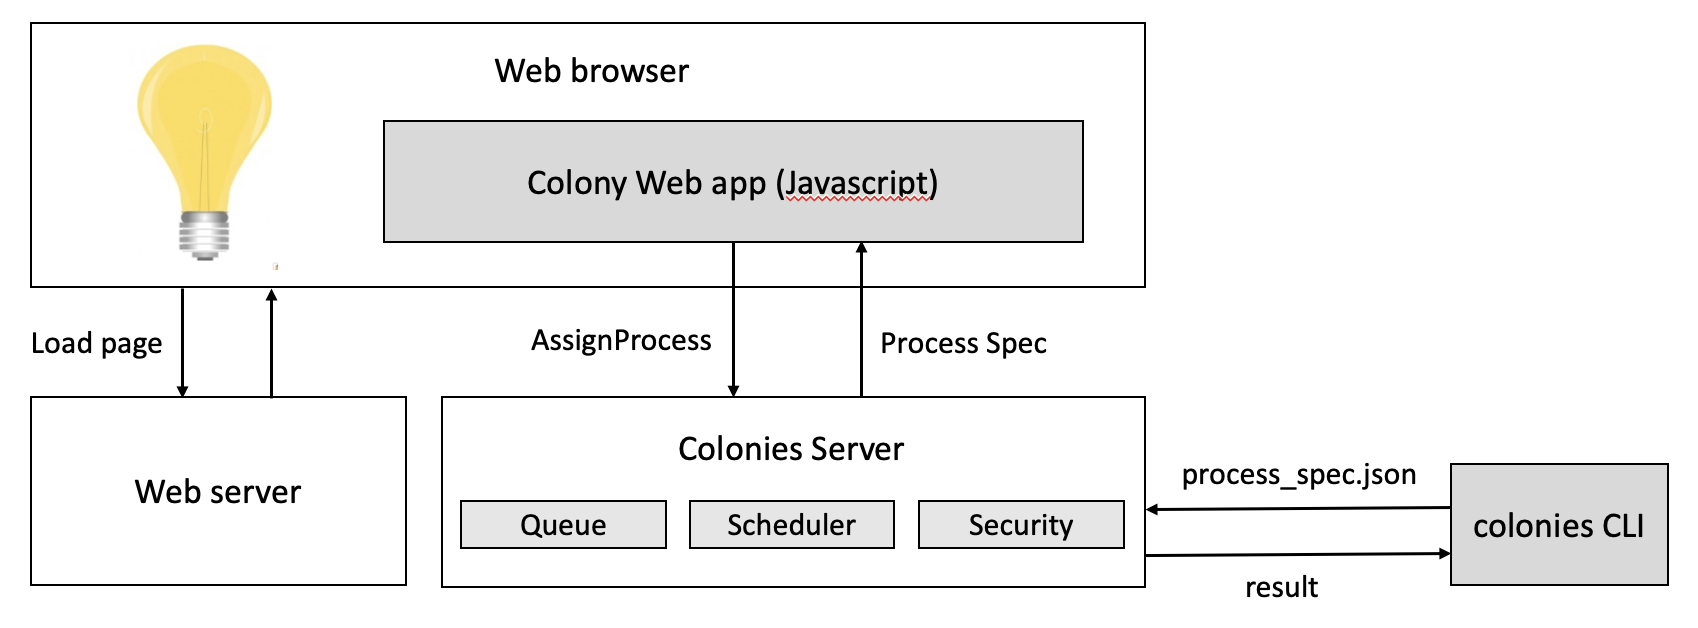 Web browser
Colony Web app (Javascript)
Load page
AssignProcess
Process Spec
Web server
Colonies Server
Queue
Scheduler
Security
process_spec.json
colonies CLI
result